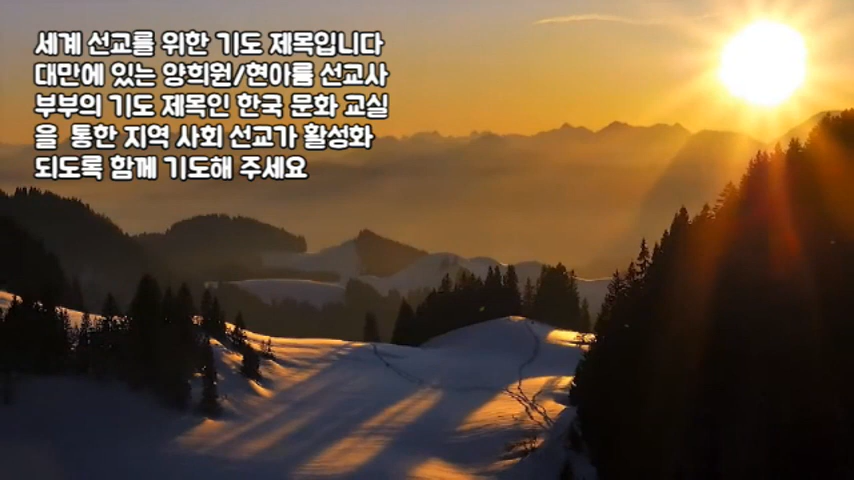 세계 선교를 위한 기도 제목입니다
대만에 있는 양희원/현아름 선교사
부부의 기도 제목인 한국 문화 교실
을 통한 지역 사회 선교가 활성화
되도록 함께 기도해 주세요